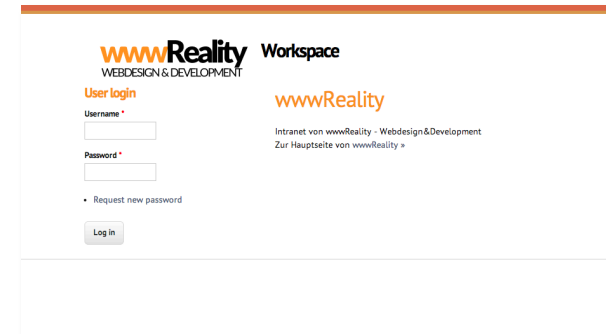 wwwReality Workspace
WEBDESIGN & DEVELOPMENT
User login
Username *
Password *
Request new password
Log in
wwwReality
Intranet von wwwReality - Webdesign&Development
Zur Hauptseite von wwwReality »